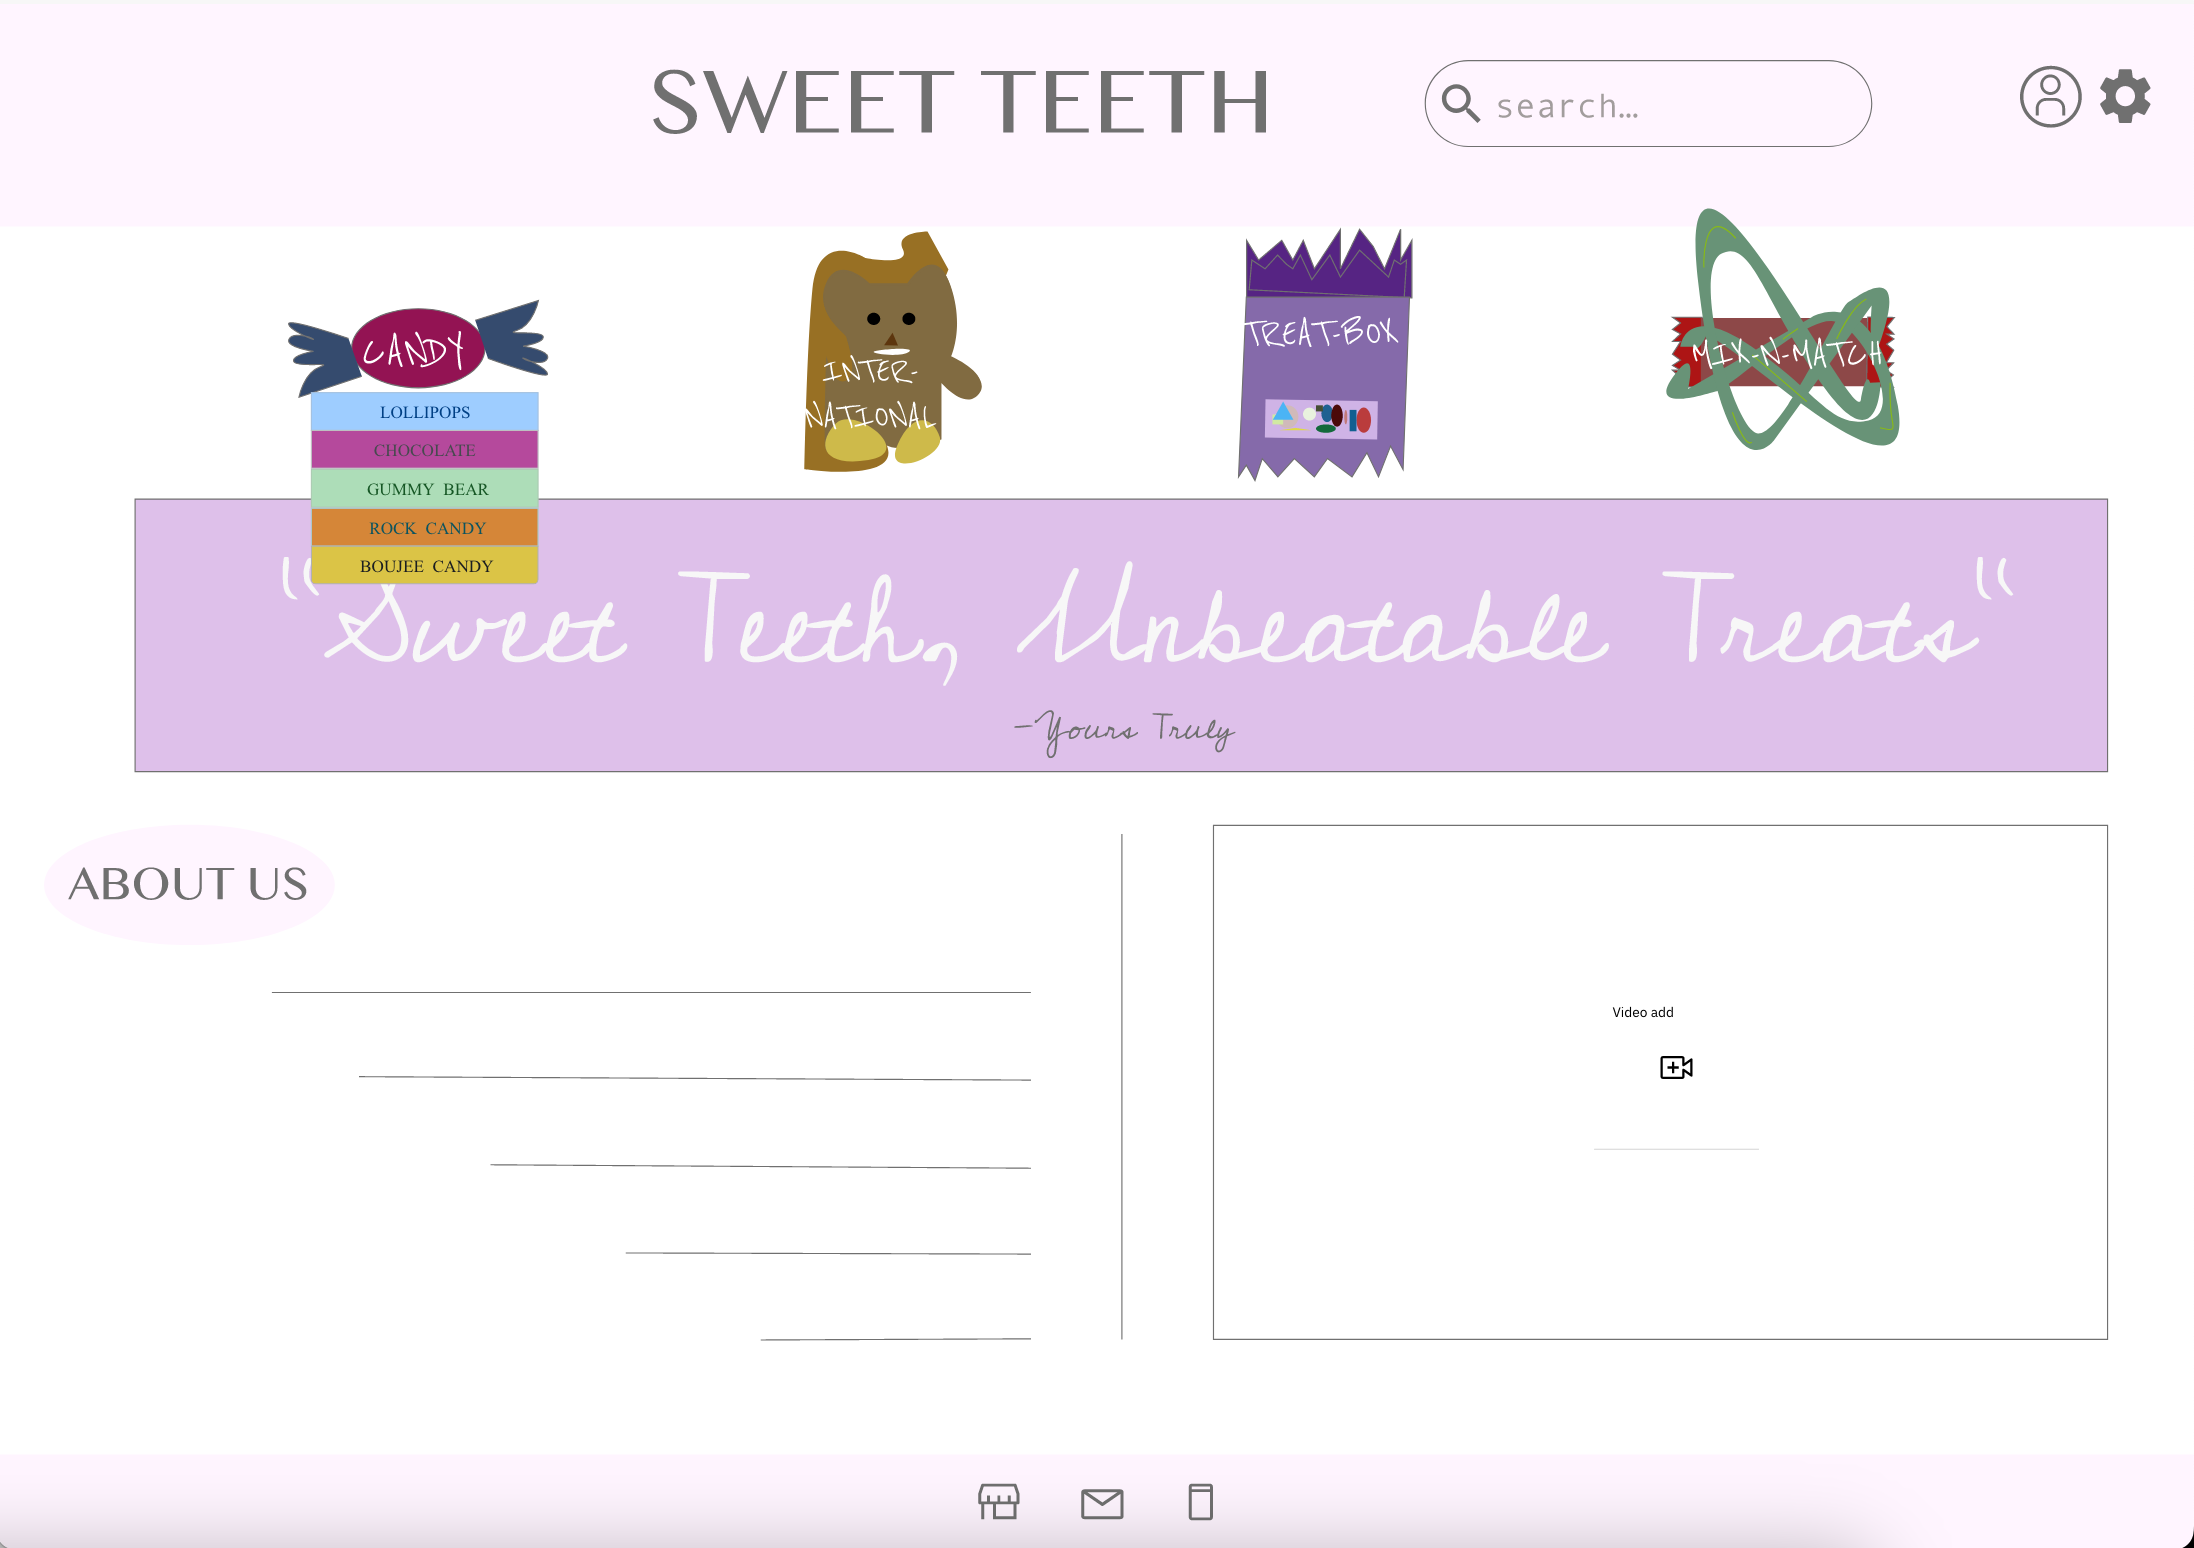 SWEET TEETH
search...
CANDY
INTER-
NATIONAL
TREAT-BOX
MIX-N-MATCH
LOLLIPOPS
CHOCOLATE
GUMMY BEAR
ROCK CANDY
BOUJEE CANDY
"Sweet Teeth, Unbeatable Treats"
-Yours Truly
ABOUT US
Video add